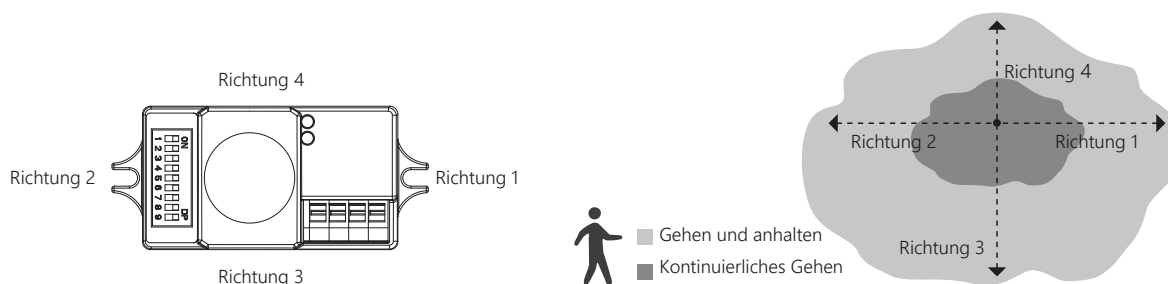 Richtung 4
Richtung 2
ON
1 2 3 4 5 6 7 8 9
DP
Richtung 1
Richtung 3
Gehen und anhalten
Kontinuierliches Gehen
Richtung 4
Richtung 2
Richtung 1
Richtung 3